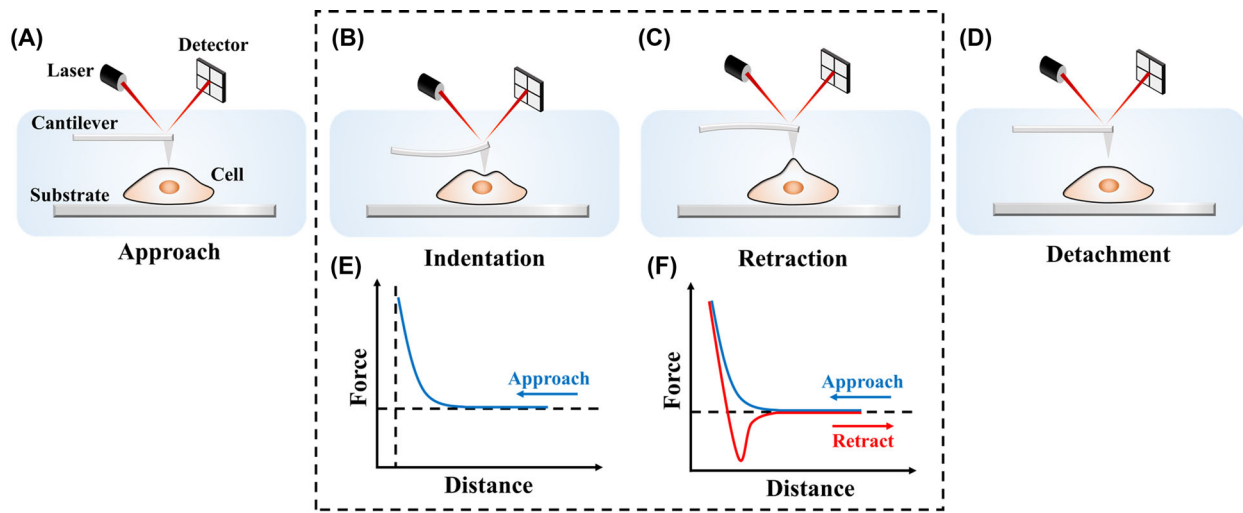 (A)
Laser
Detector
Cantilever
Cell
Substrate
Approach
(B)
Indentation
(C)
Retraction
(D)
Detachment
(E)
Force
Approach
Distance
(F)
Force
Approach
Retract
Distance